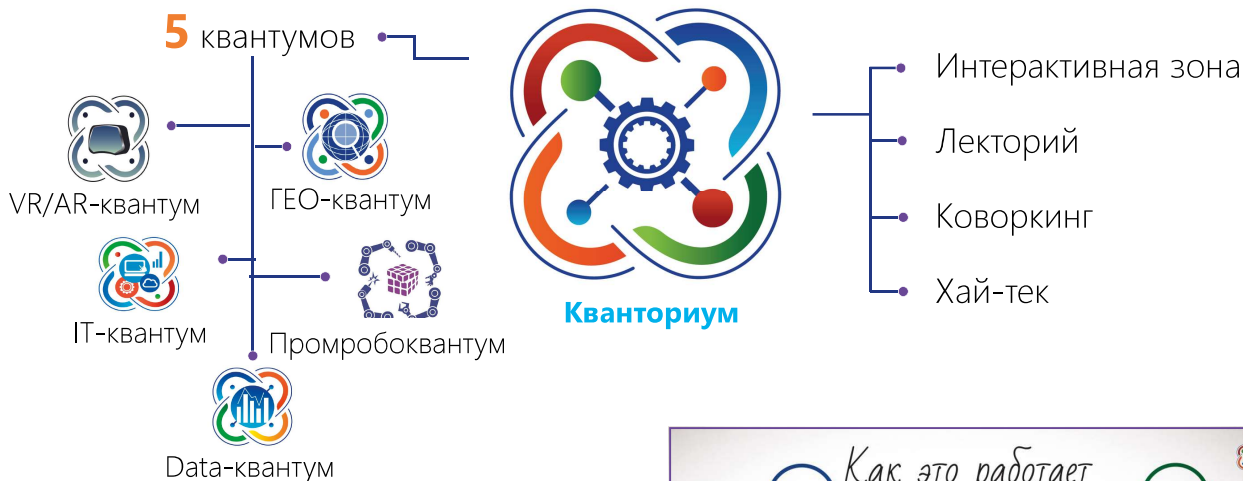 5 квантумов
VR/AR-квантум
ГЕО-квантум
IT-квантум
Промробоквантум
Data-квантум
Кванториум
Интерактивная зона
Лекторий
Коворкинг
Хай-тек
Как это работает